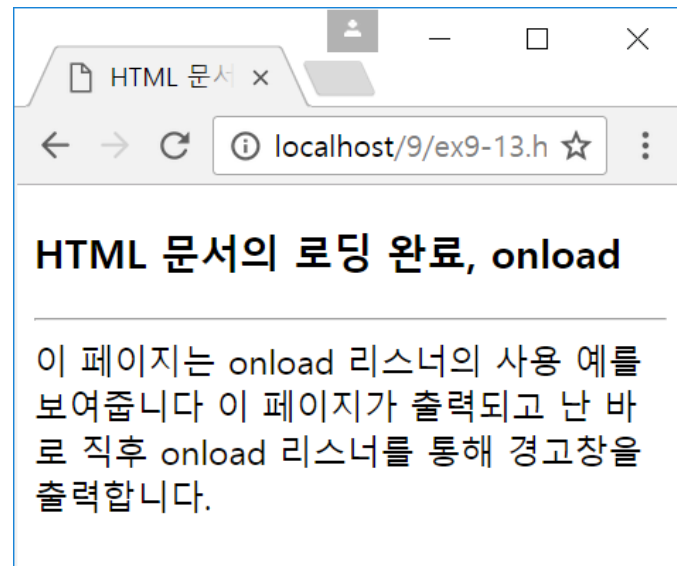 HTML 문서
localhost/9/ex9-13.h
HTML 문서의 로딩 완료, onload
이 페이지는 onload 리스너의 사용 예를
보여줍니다 이 페이지가 출력되고 난 바
로 직후 onload 리스너를 통해 경고창을
출력합니다.